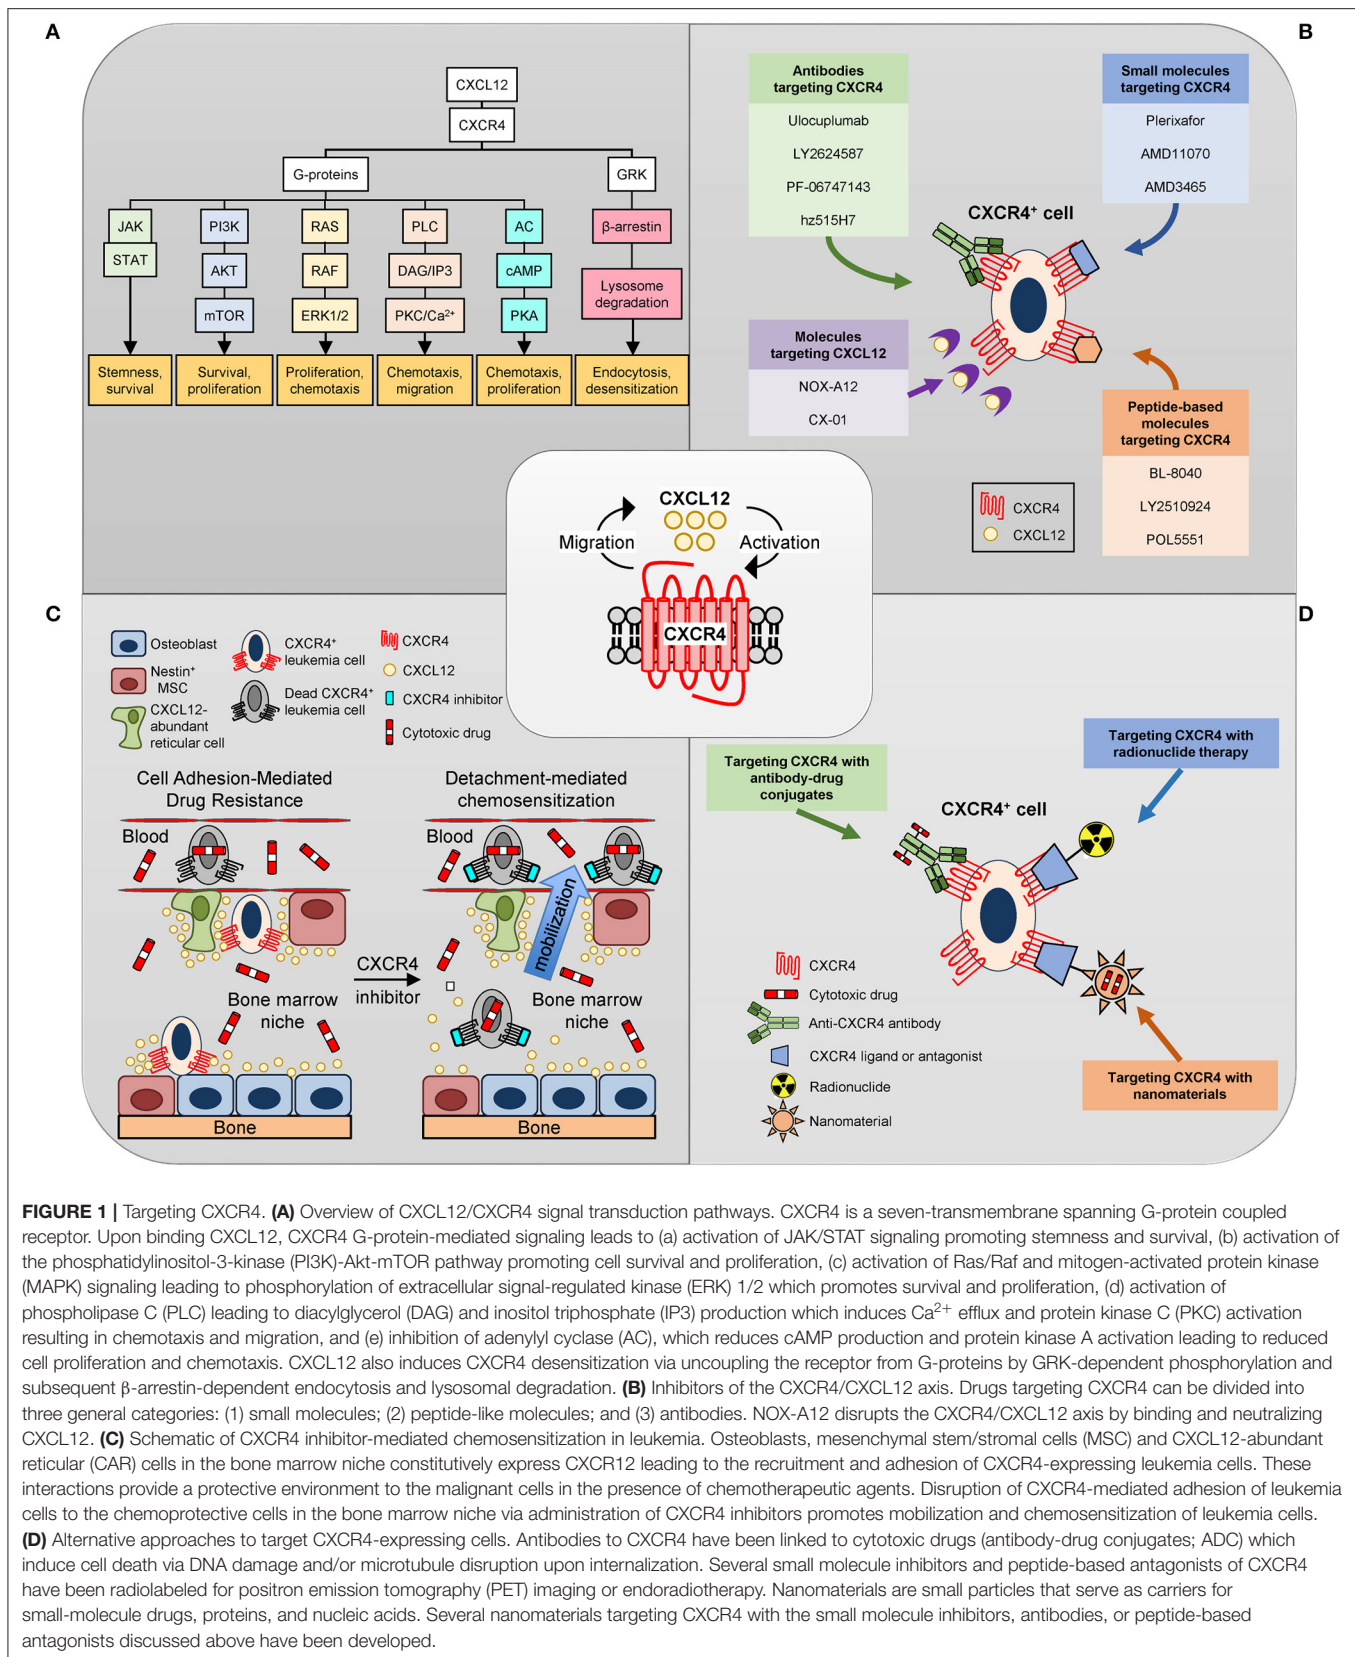 A
CXCL12
CXCR4
G-proteins
GRK
JAK
STAT
PI3K
AKT
mTOR
RAS
RAF
ERK1/2
PLC
DAG/IP3
PKC/Ca²⁺
AC
cAMP
PKA
β-arrestin
Lysosome
degradation
Stemness,
survival
Survival,
proliferation
Proliferation,
chemotaxis
Chemotaxis,
migration
Chemotaxis,
proliferation
Endocytosis,
desensitization
B
Antibodies
targeting CXCR4
Ulocuplumab
LY2624587
PF-06747143
hz515H7
Small molecules
targeting CXCR4
Plerixafor
AMD11070
AMD3465
CXCR4⁺ cell
Molecules
targeting CXCL12
NOX-A12
CX-01
Peptide-based
molecules
targeting CXCR4
BL-8040
LY2510924
POL5551
CXCR4
CXCL12
CXCL12
Migration
Activation
CXCR4
C
Osteoblast
Nestin⁺
MSC
CXCL12-
abundant
reticular cell
CXCR4⁺
leukemia cell
Dead CXCR4⁺
leukemia cell
CXCR4
CXCL12
CXCR4 inhibitor
Cytotoxic drug
Cell Adhesion-Mediated
Drug Resistance
Blood
Bone marrow
niche
Bone
CXCR4
inhibitor
Detachment-mediated
chemosensitization
Blood
mobilization
Bone marrow
niche
Bone
D
Targeting CXCR4 with
antibody-drug
conjugates
Targeting CXCR4 with
radionuclide therapy
CXCR4⁺ cell
CXCR4
Cytotoxic drug
Anti-CXCR4 antibody
CXCR4 ligand or antagonist
Radionuclide
Nanomaterial
Targeting CXCR4 with
nanomaterials
FIGURE 1 | Targeting CXCR4. (A) Overview of CXCL12/CXCR4 signal transduction pathways. CXCR4 is a seven-transmembrane spanning G-protein coupled
receptor. Upon binding CXCL12, CXCR4 G-protein-mediated signaling leads to (a) activation of JAK/STAT signaling promoting stemness and survival, (b) activation of
the phosphatidylinositol-3-kinase (PI3K)-Akt-mTOR pathway promoting cell survival and proliferation, (c) activation of Ras/Raf and mitogen-activated protein kinase
(MAPK) signaling leading to phosphorylation of extracellular signal-regulated kinase (ERK) 1/2 which promotes survival and proliferation, (d) activation of
phospholipase C (PLC) leading to diacylglycerol (DAG) and inositol triphosphate (IP3) production which induces Ca²⁺ efflux and protein kinase C (PKC) activation
resulting in chemotaxis and migration, and (e) inhibition of adenylyl cyclase (AC), which reduces cAMP production and protein kinase A activation leading to reduced
cell proliferation and chemotaxis. CXCL12 also induces CXCR4 desensitization via uncoupling the receptor from G-proteins by GRK-dependent phosphorylation and
subsequent β-arrestin-dependent endocytosis and lysosomal degradation. (B) Inhibitors of the CXCR4/CXCL12 axis. Drugs targeting CXCR4 can be divided into
three general categories: (1) small molecules; (2) peptide-like molecules; and (3) antibodies. NOX-A12 disrupts the CXCR4/CXCL12 axis by binding and neutralizing
CXCL12. (C) Schematic of CXCR4 inhibitor-mediated chemosensitization in leukemia. Osteoblasts, mesenchymal stem/stromal cells (MSC) and CXCL12-abundant
reticular (CAR) cells in the bone marrow niche constitutively express CXCR12 leading to the recruitment and adhesion of CXCR4-expressing leukemia cells. These
interactions provide a protective environment to the malignant cells in the presence of chemotherapeutic agents. Disruption of CXCR4-mediated adhesion of leukemia
cells to the chemoprotective cells in the bone marrow niche via administration of CXCR4 inhibitors promotes mobilization and chemosensitization of leukemia cells.
(D) Alternative approaches to target CXCR4-expressing cells. Antibodies to CXCR4 have been linked to cytotoxic drugs (antibody-drug conjugates; ADC) which
induce cell death via DNA damage and/or microtubule disruption upon internalization. Several small molecule inhibitors and peptide-based antagonists of CXCR4
have been radiolabeled for positron emission tomography (PET) imaging or endoradiotherapy. Nanomaterials are small particles that serve as carriers for
small-molecule drugs, proteins, and nucleic acids. Several nanomaterials targeting CXCR4 with the small molecule inhibitors, antibodies, or peptide-based
antagonists discussed above have been developed.